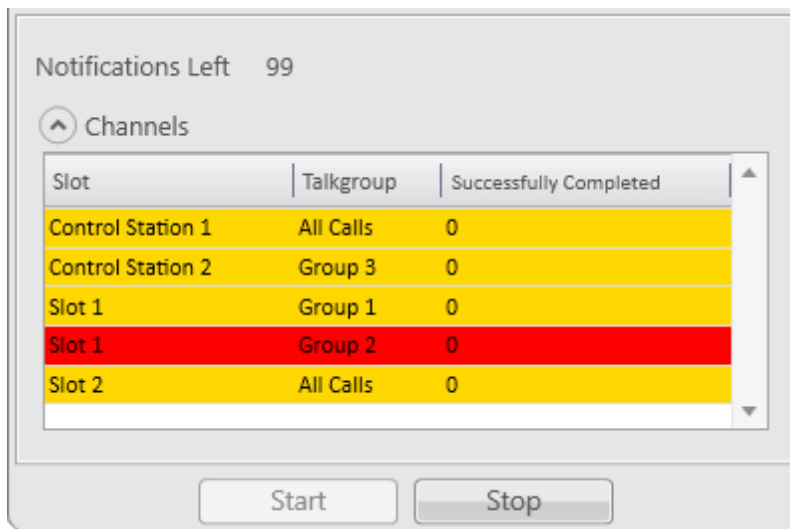 Notifications Left 99
Channels
Slot Talkgroup Successfully Completed
Control Station 1 All Calls 0
Control Station 2 Group 3 0
Slot 1 Group 1 0
Slot 1 Group 2 0
Slot 2 All Calls 0
Start Stop